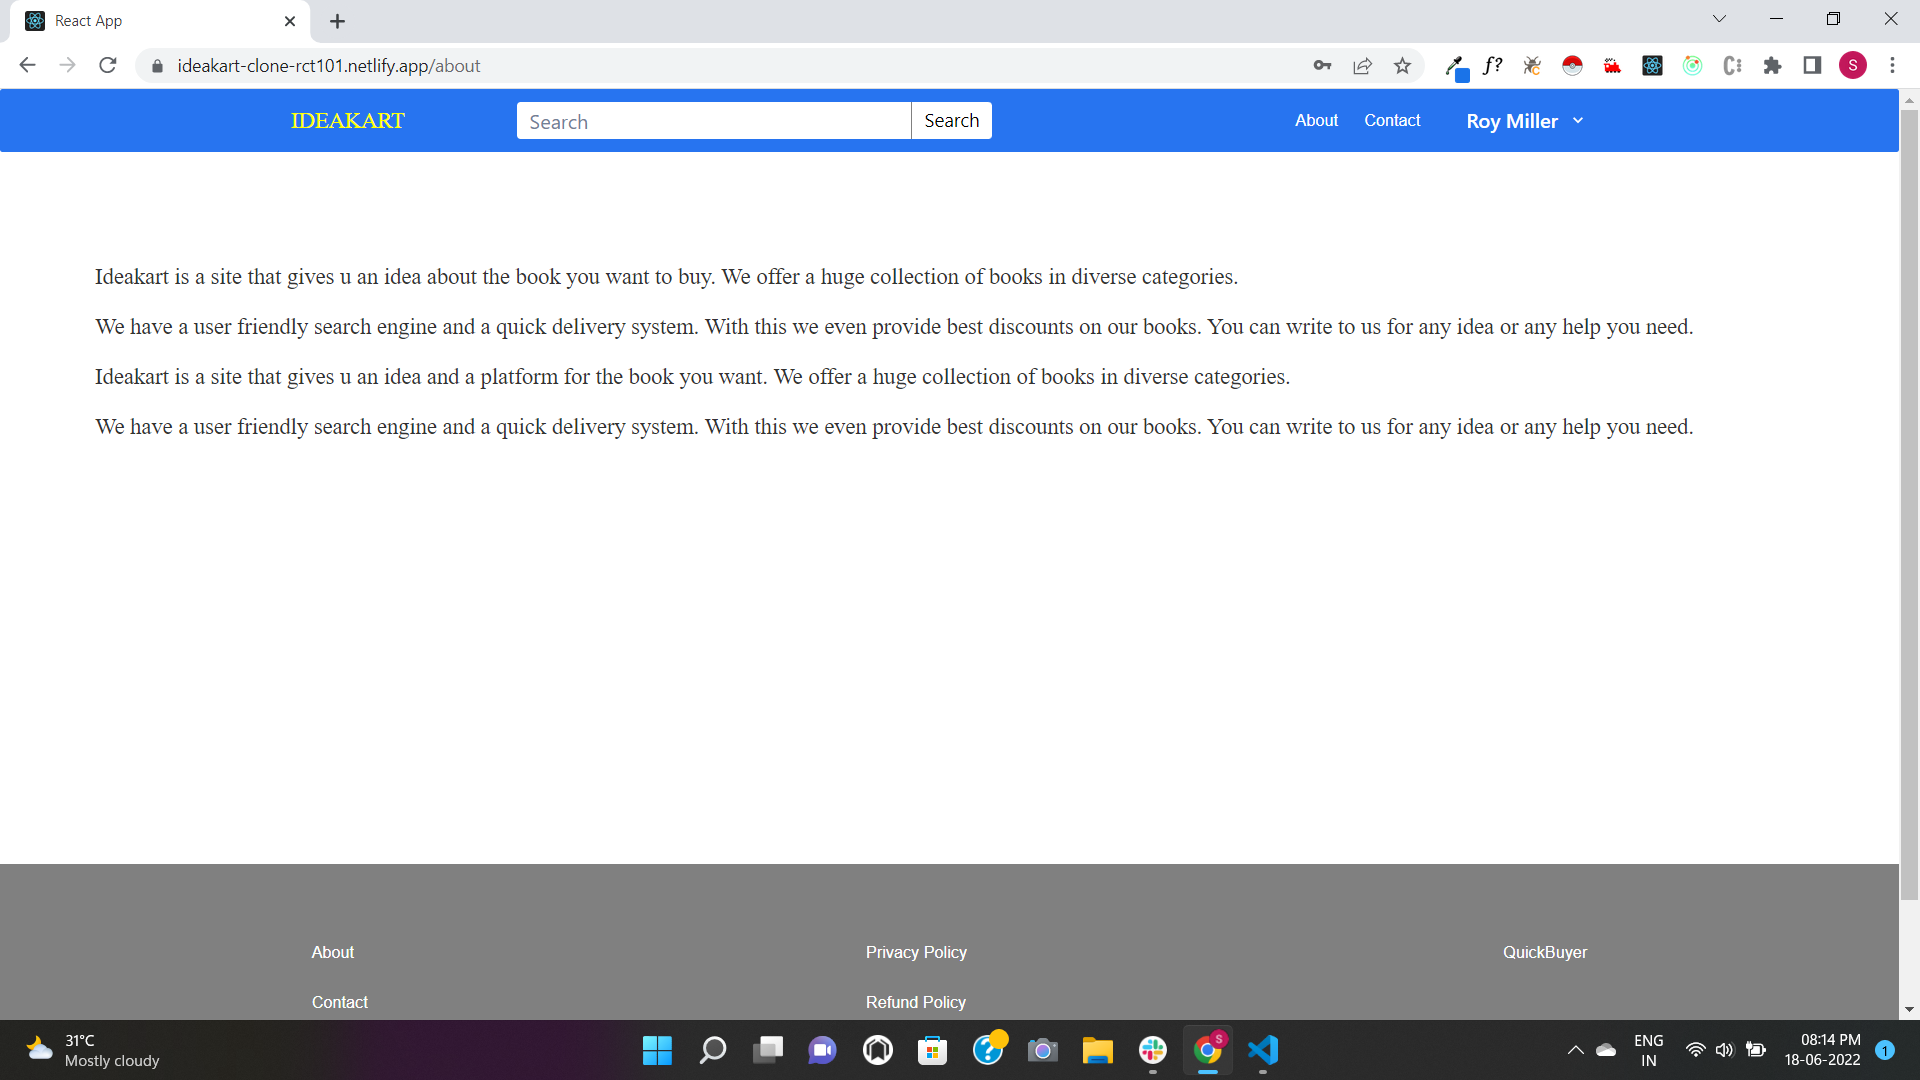 React App
ideakart-clone-rct101.netlify.app/about
f?
C
S
IDEAKART
Search
Search
About
Contact
Roy Miller
Ideakart is a site that gives u an idea about the book you want to buy. We offer a huge collection of books in diverse categories.
We have a user friendly search engine and a quick delivery system. With this we even provide best discounts on our books. You can write to us for any idea or any help you need.
Ideakart is a site that gives u an idea and a platform for the book you want. We offer a huge collection of books in diverse categories.
We have a user friendly search engine and a quick delivery system. With this we even provide best discounts on our books. You can write to us for any idea or any help you need.
About
Privacy Policy
QuickBuyer
Contact
Refund Policy
31°C
Mostly cloudy
?
S
ENG
IN
08:14 PM
18-06-2022
1